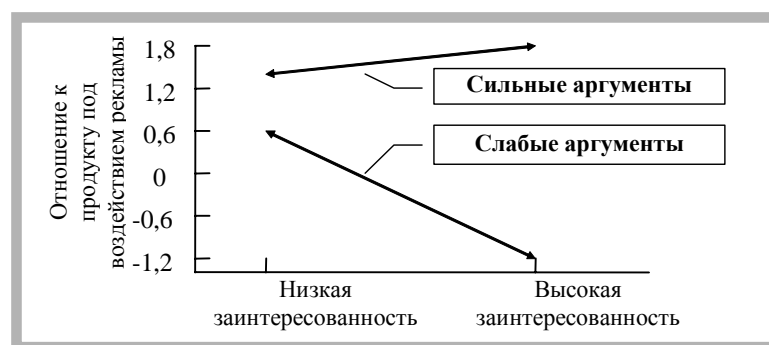 Отношение к
продукту под
воздействием рекламы
1,8
1,2
0,6
0
-0,6
-1,2
Сильные аргументы
Слабые аргументы
Низкая
заинтересованность
Высокая
заинтересованность